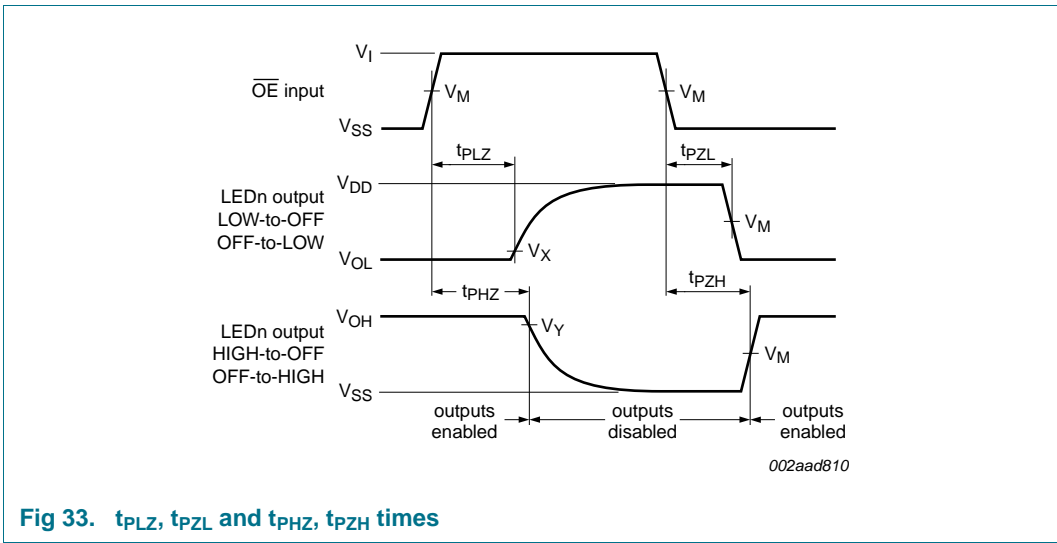 V_I
OE input
V_M
V_M
V_SS
t_PLZ
t_PZL
V_DD
LEDn output
LOW-to-OFF
OFF-to-LOW
V_M
V_X
V_OL
t_PHZ
t_PZH
V_OH
LEDn output
HIGH-to-OFF
OFF-to-HIGH
V_Y
V_M
V_SS
outputs
enabled
outputs
disabled
outputs
enabled
002aad810
Fig 33. t_PLZ, t_PZL and t_PHZ, t_PZH times